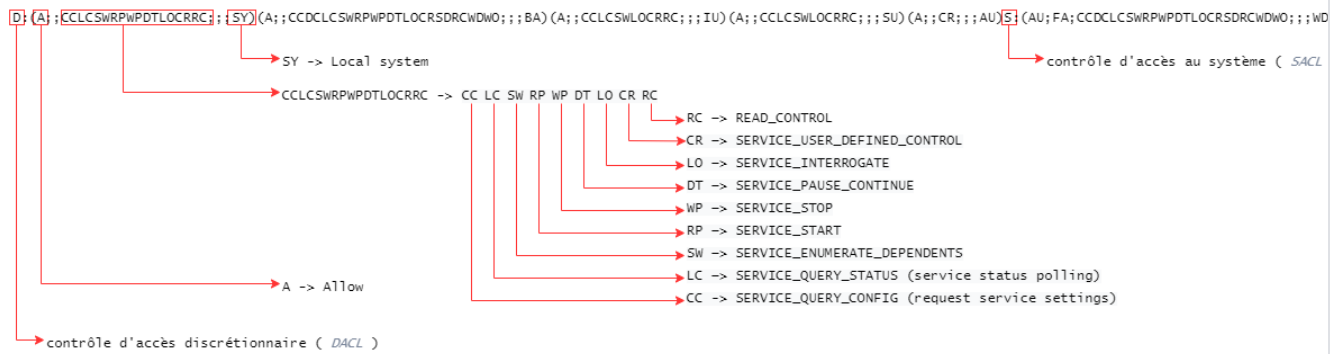 D:(A;;CCLCSWRPWPDTLOCRRC;;;SY)(A;;CCDCLCSWRPWPDTLOCRSDRCWDWO;;;BA)(A;;CCLCSWLOCRRC;;;IU)(A;;CCLCSWLOCRRC;;;SU)(A;;CR;;;AU)S:(AU;FA;CCDCLCSWRPWPDTLOCRSDRCWDWO;;;WD
SY -> Local system
contrôle d'accès au système ( SACL
CCLCSWRPWPDTLOCRRC -> CC LC SW RP WP DT LO CR RC
RC -> READ_CONTROL
CR -> SERVICE_USER_DEFINED_CONTROL
LO -> SERVICE_INTERROGATE
DT -> SERVICE_PAUSE_CONTINUE
WP -> SERVICE_STOP
RP -> SERVICE_START
SW -> SERVICE_ENUMERATE_DEPENDENTS
LC -> SERVICE_QUERY_STATUS (service status polling)
A -> Allow
CC -> SERVICE_QUERY_CONFIG (request service settings)
contrôle d'accès discrétionnaire ( DACL )